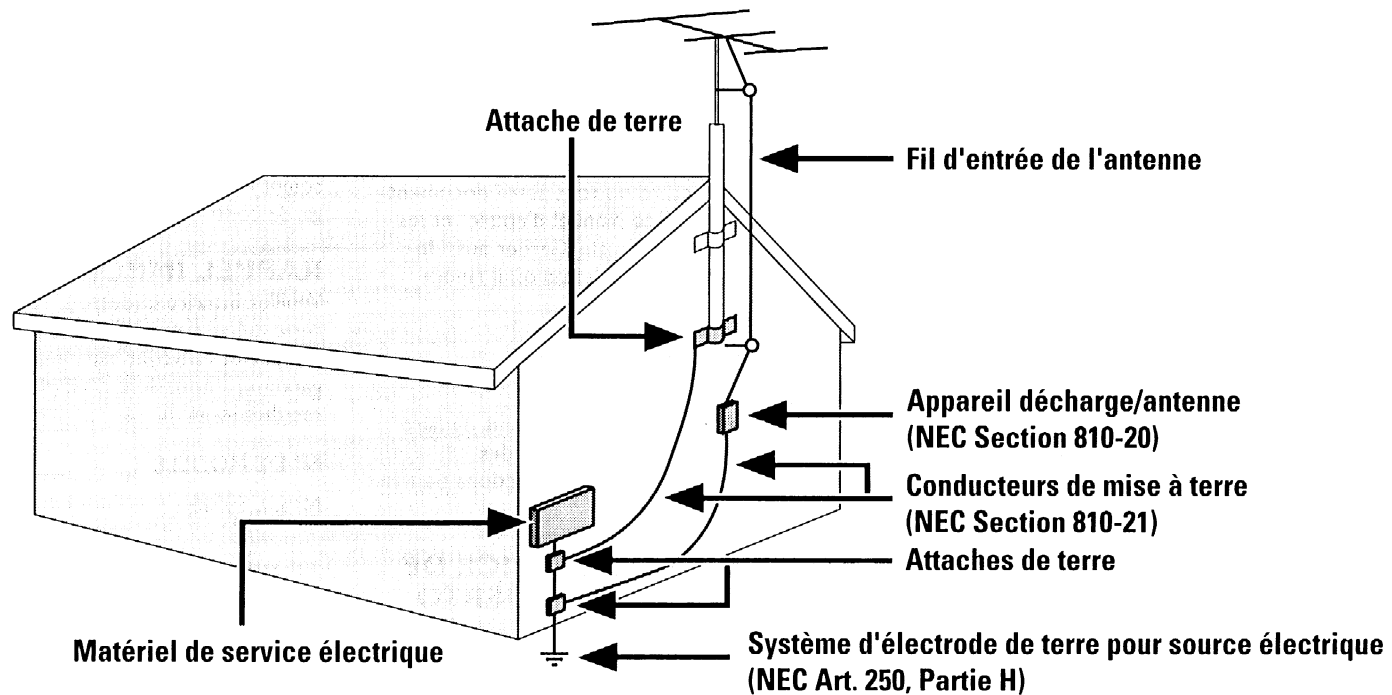 Attache de terre
Fil d'entrée de l'antenne
Appareil décharge/antenne
(NEC Section 810-20)
Conducteurs de mise à terre
(NEC Section 810-21)
Attaches de terre
Matériel de service électrique
Système d'électrode de terre pour source électrique
(NEC Art. 250, Partie H)